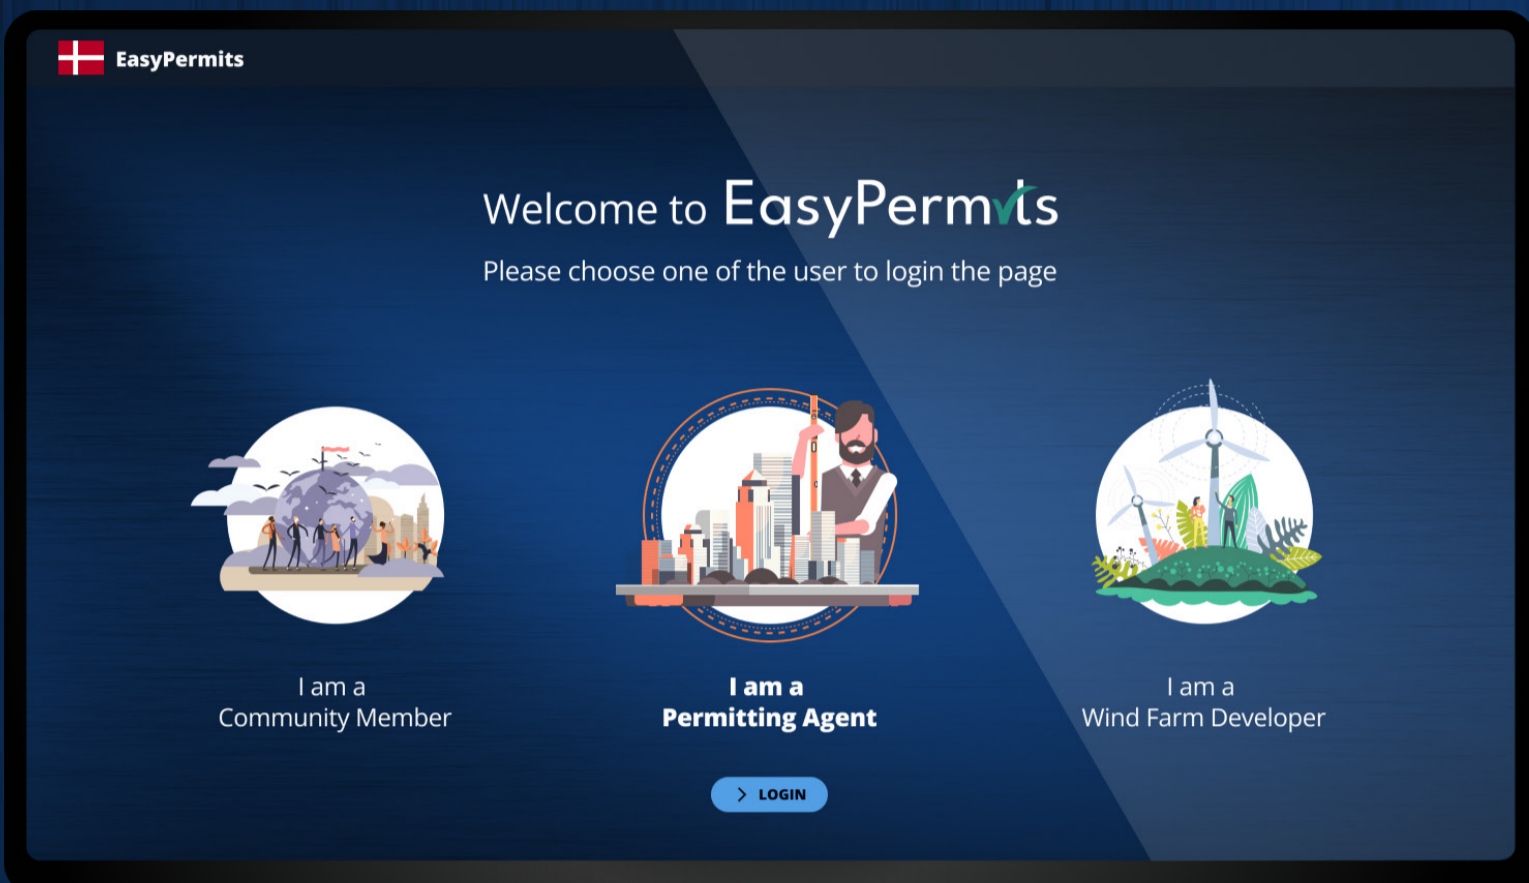 EasyPermits
Welcome to EasyPermits
Please choose one of the user to login the page
I am a
Community Member
I am a
Permitting Agent
I am a
Wind Farm Developer
LOGIN